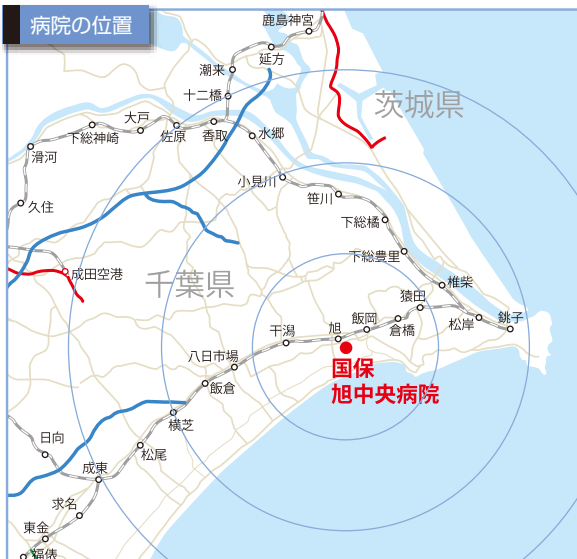 病院の位置
鹿島神宮
延方
潮来
十二橋
茨城県
大戸
下総神崎
佐原
香取
水郷
滑河
小見川
久住
笹川
下総橘
下総豊里
成田空港
千葉県
椎柴
猿田
飯岡
旭
干潟
倉橋
松岸
銚子
八日市場
国保
旭中央病院
飯倉
横芝
日向
松尾
成東
求名
東金
福俵